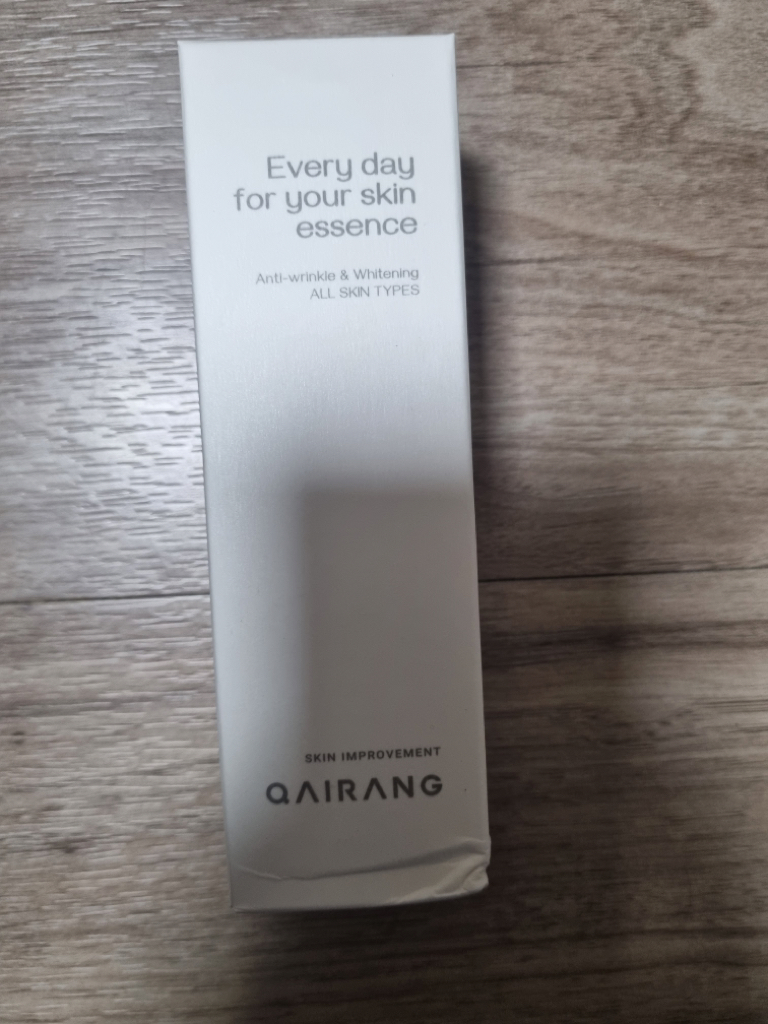 Every day
for your skin
essence
Anti-wrinkle & Whitening
ALL SKIN TYPES
SKIN IMPROVEMENT
QAIRANG